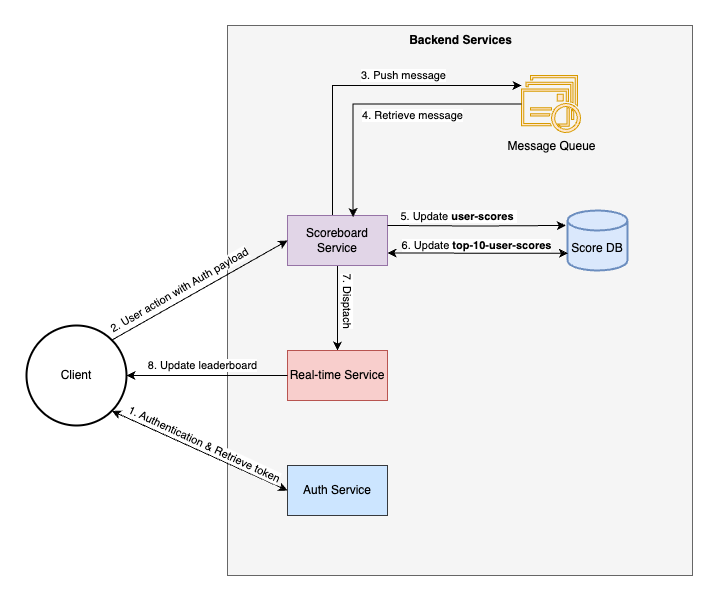 Backend Services
3. Push message
4. Retrieve message
Message Queue
Scoreboard
Service
5. Update user-scores
6. Update top-10-user-scores
Score DB
2. User action with Auth payload
7. Disptach
Client
8. Update leaderboard
Real-time Service
1. Authentication & Retrieve token
Auth Service